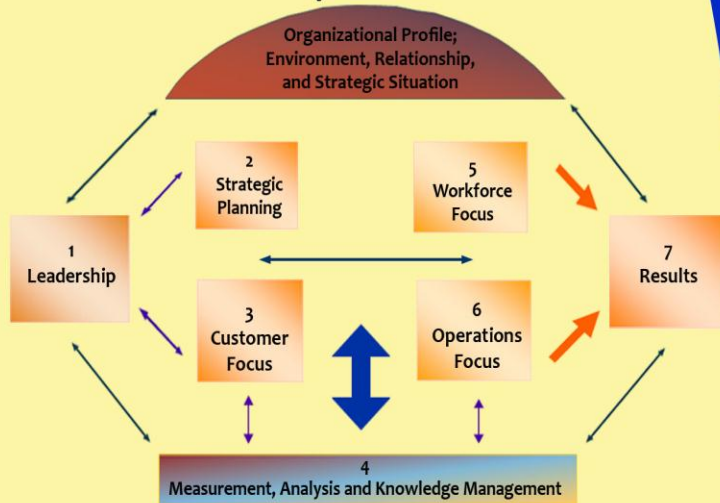 Organizational Profile;
Environment, Relationship,
and Strategic Situation
2
Strategic
Planning
5
Workforce
Focus
1
Leadership
7
Results
3
Customer
Focus
6
Operations
Focus
4
Measurement, Analysis and Knowledge Management